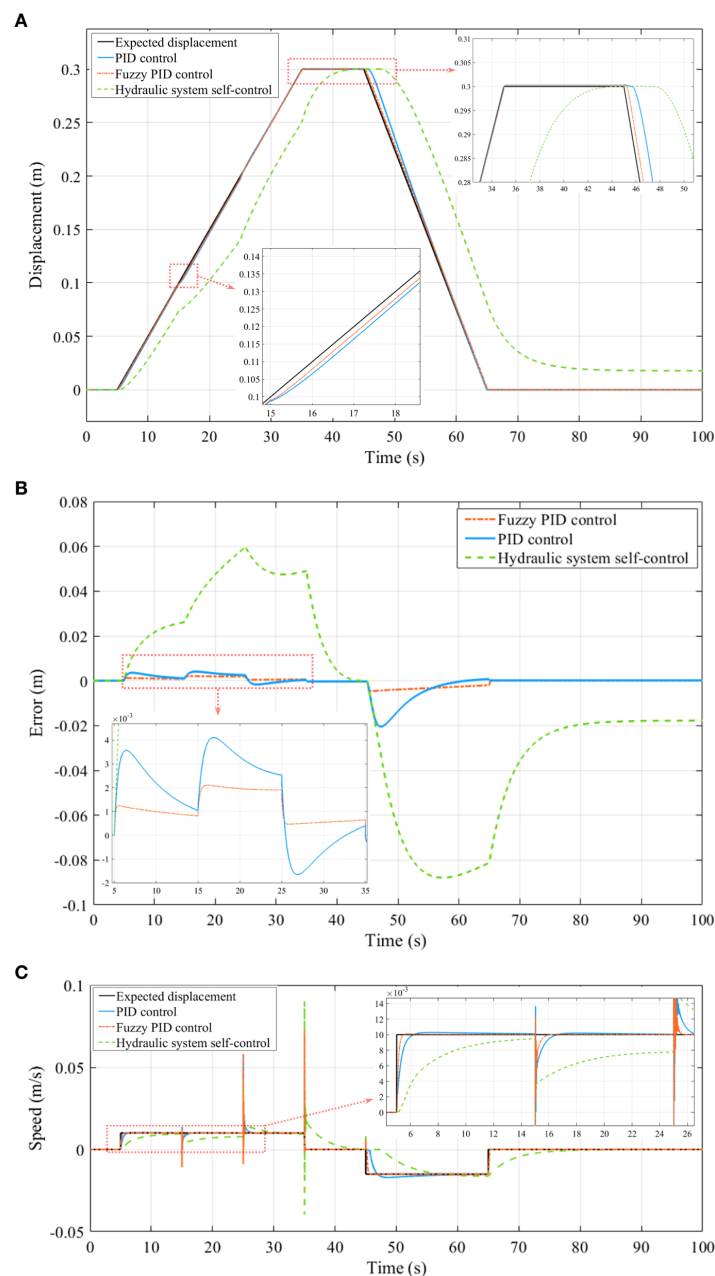 A
Expected displacement
PID control
Fuzzy PID control
Hydraulic system self-control
0.3
0.25
0.2
0.15
0.1
0.05
0
Displacement (m)
0.31
0.305
0.3
0.295
0.29
0.285
0.28
34 36 38 40 42 44 46 48 50
0.14
0.135
0.13
0.125
0.12
0.115
0.11
0.105
0.1
15 16 17 18
0 10 20 30 40 50 60 70 80 90 100
Time (s)
B
Fuzzy PID control
PID control
Hydraulic system self-control
0.08
0.06
0.04
0.02
0
-0.02
-0.04
-0.06
-0.08
-0.1
Error (m)
×10⁻³
4
3
2
1
0
-1
-2
5 10 15 20 25 30 35
0 10 20 30 40 50 60 70 80 90 100
Time (s)
C
Expected displacement
PID control
Fuzzy PID control
Hydraulic system self-control
0.1
0.05
0
-0.05
Speed (m/s)
×10⁻³
14
12
10
8
6
4
2
0
6 8 10 12 14 16 18 20 22 24 26
0 10 20 30 40 50 60 70 80 90 100
Time (s)